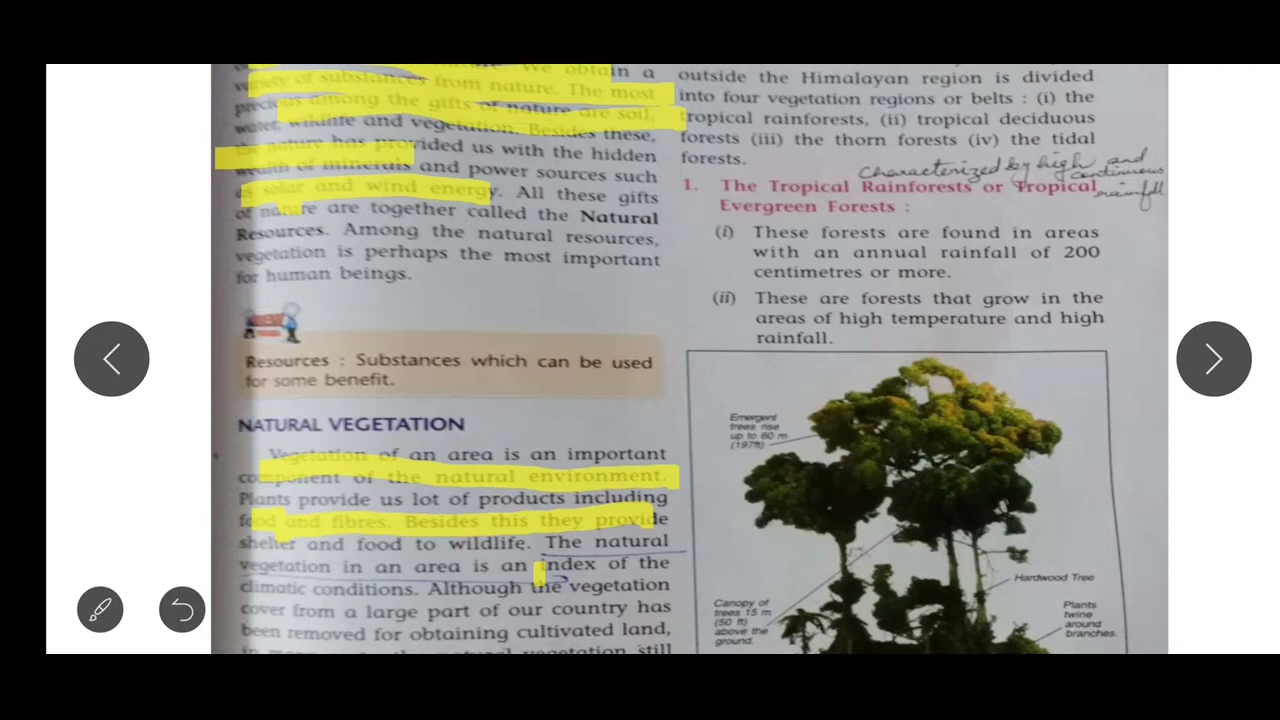 We obtain a
variety of substances from nature. The most
precious among the gifts of nature are soil,
water, wildlife and vegetation. Besides these,
the nature has provided us with the hidden
wealth of minerals and power sources such
as solar and wind energy. All these gifts
of nature are together called the Natural
Resources. Among the natural resources,
vegetation is perhaps the most important
for human beings.
Resources : Substances which can be used
for some benefit.
NATURAL VEGETATION
Vegetation of an area is an important
component of the natural environment.
Plants provide us lot of products including
food and fibres. Besides this they provide
shelter and food to wildlife. The natural
vegetation in an area is an index of the
climatic conditions. Although the vegetation
cover from a large part of our country has
been removed for obtaining cultivated land,
vegetation still
outside the Himalayan region is divided
into four vegetation regions or belts : (i) the
tropical rainforests, (ii) tropical deciduous
forests (iii) the thorn forests (iv) the tidal
forests.
Characterized by high and
continuous
rainfall
1. The Tropical Rainforests or Tropical
Evergreen Forests :
(i) These forests are found in areas
with an annual rainfall of 200
centimetres or more.
(ii) These are forests that grow in the
areas of high temperature and high
rainfall.
Emergent
trees rise
up to 60 m
(197ft)
Hardwood Tree
Canopy of
trees 15 m
(50 ft)
above the
ground.
Plants
twine
around
branches.